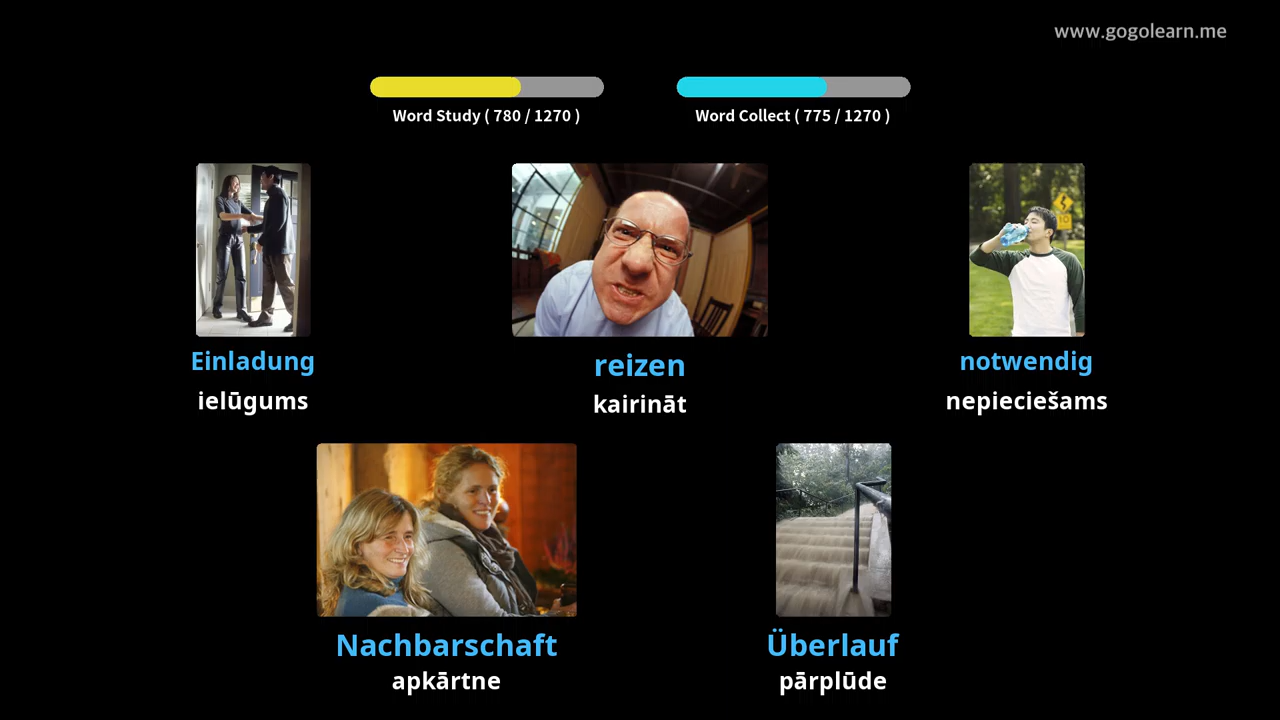 www.gogolearn.me
Word Study ( 780 / 1270 )
Word Collect ( 775 / 1270 )
Einladung
ielūgums
reizen
kairināt
notwendig
nepieciešams
Nachbarschaft
apkārtne
Überlauf
pārplūde